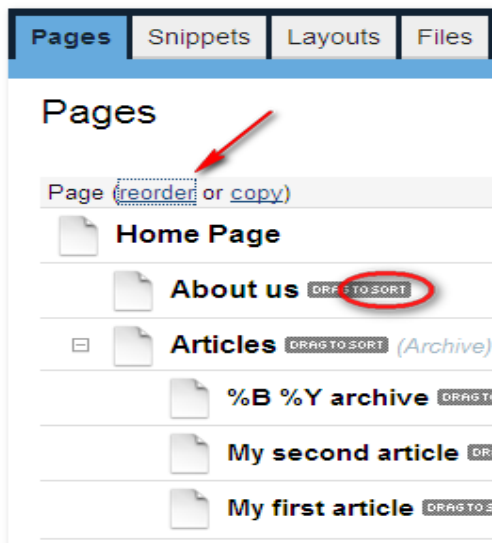 Pages Snippets Layouts Files
Pages
Page (reorder or copy)
Home Page
About us DRAG TO SORT
Articles DRAG TO SORT (Archive)
%B %Y archive
My second article
My first article